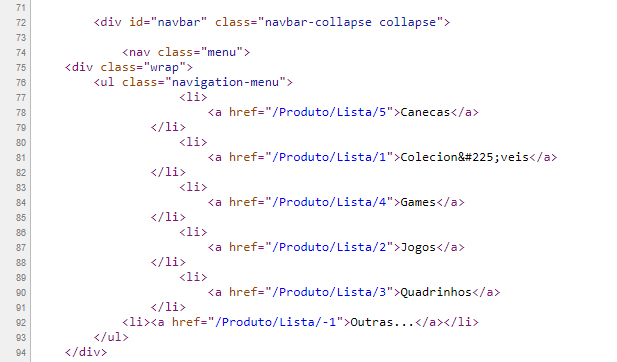 71
72 <div id="navbar" class="navbar-collapse collapse">
73
74 <nav class="menu">
75 <div class="wrap">
76 <ul class="navigation-menu">
77 <li>
78 <a href="/Produto/Lista/5">Canecas</a>
79 </li>
80 <li>
81 <a href="/Produto/Lista/1">Colecion&#225;veis</a>
82 </li>
83 <li>
84 <a href="/Produto/Lista/4">Games</a>
85 </li>
86 <li>
87 <a href="/Produto/Lista/2">Jogos</a>
88 </li>
89 <li>
90 <a href="/Produto/Lista/3">Quadrinhos</a>
91 </li>
92 <li><a href="/Produto/Lista/-1">Outras...</a></li>
93 </ul>
94 </div>